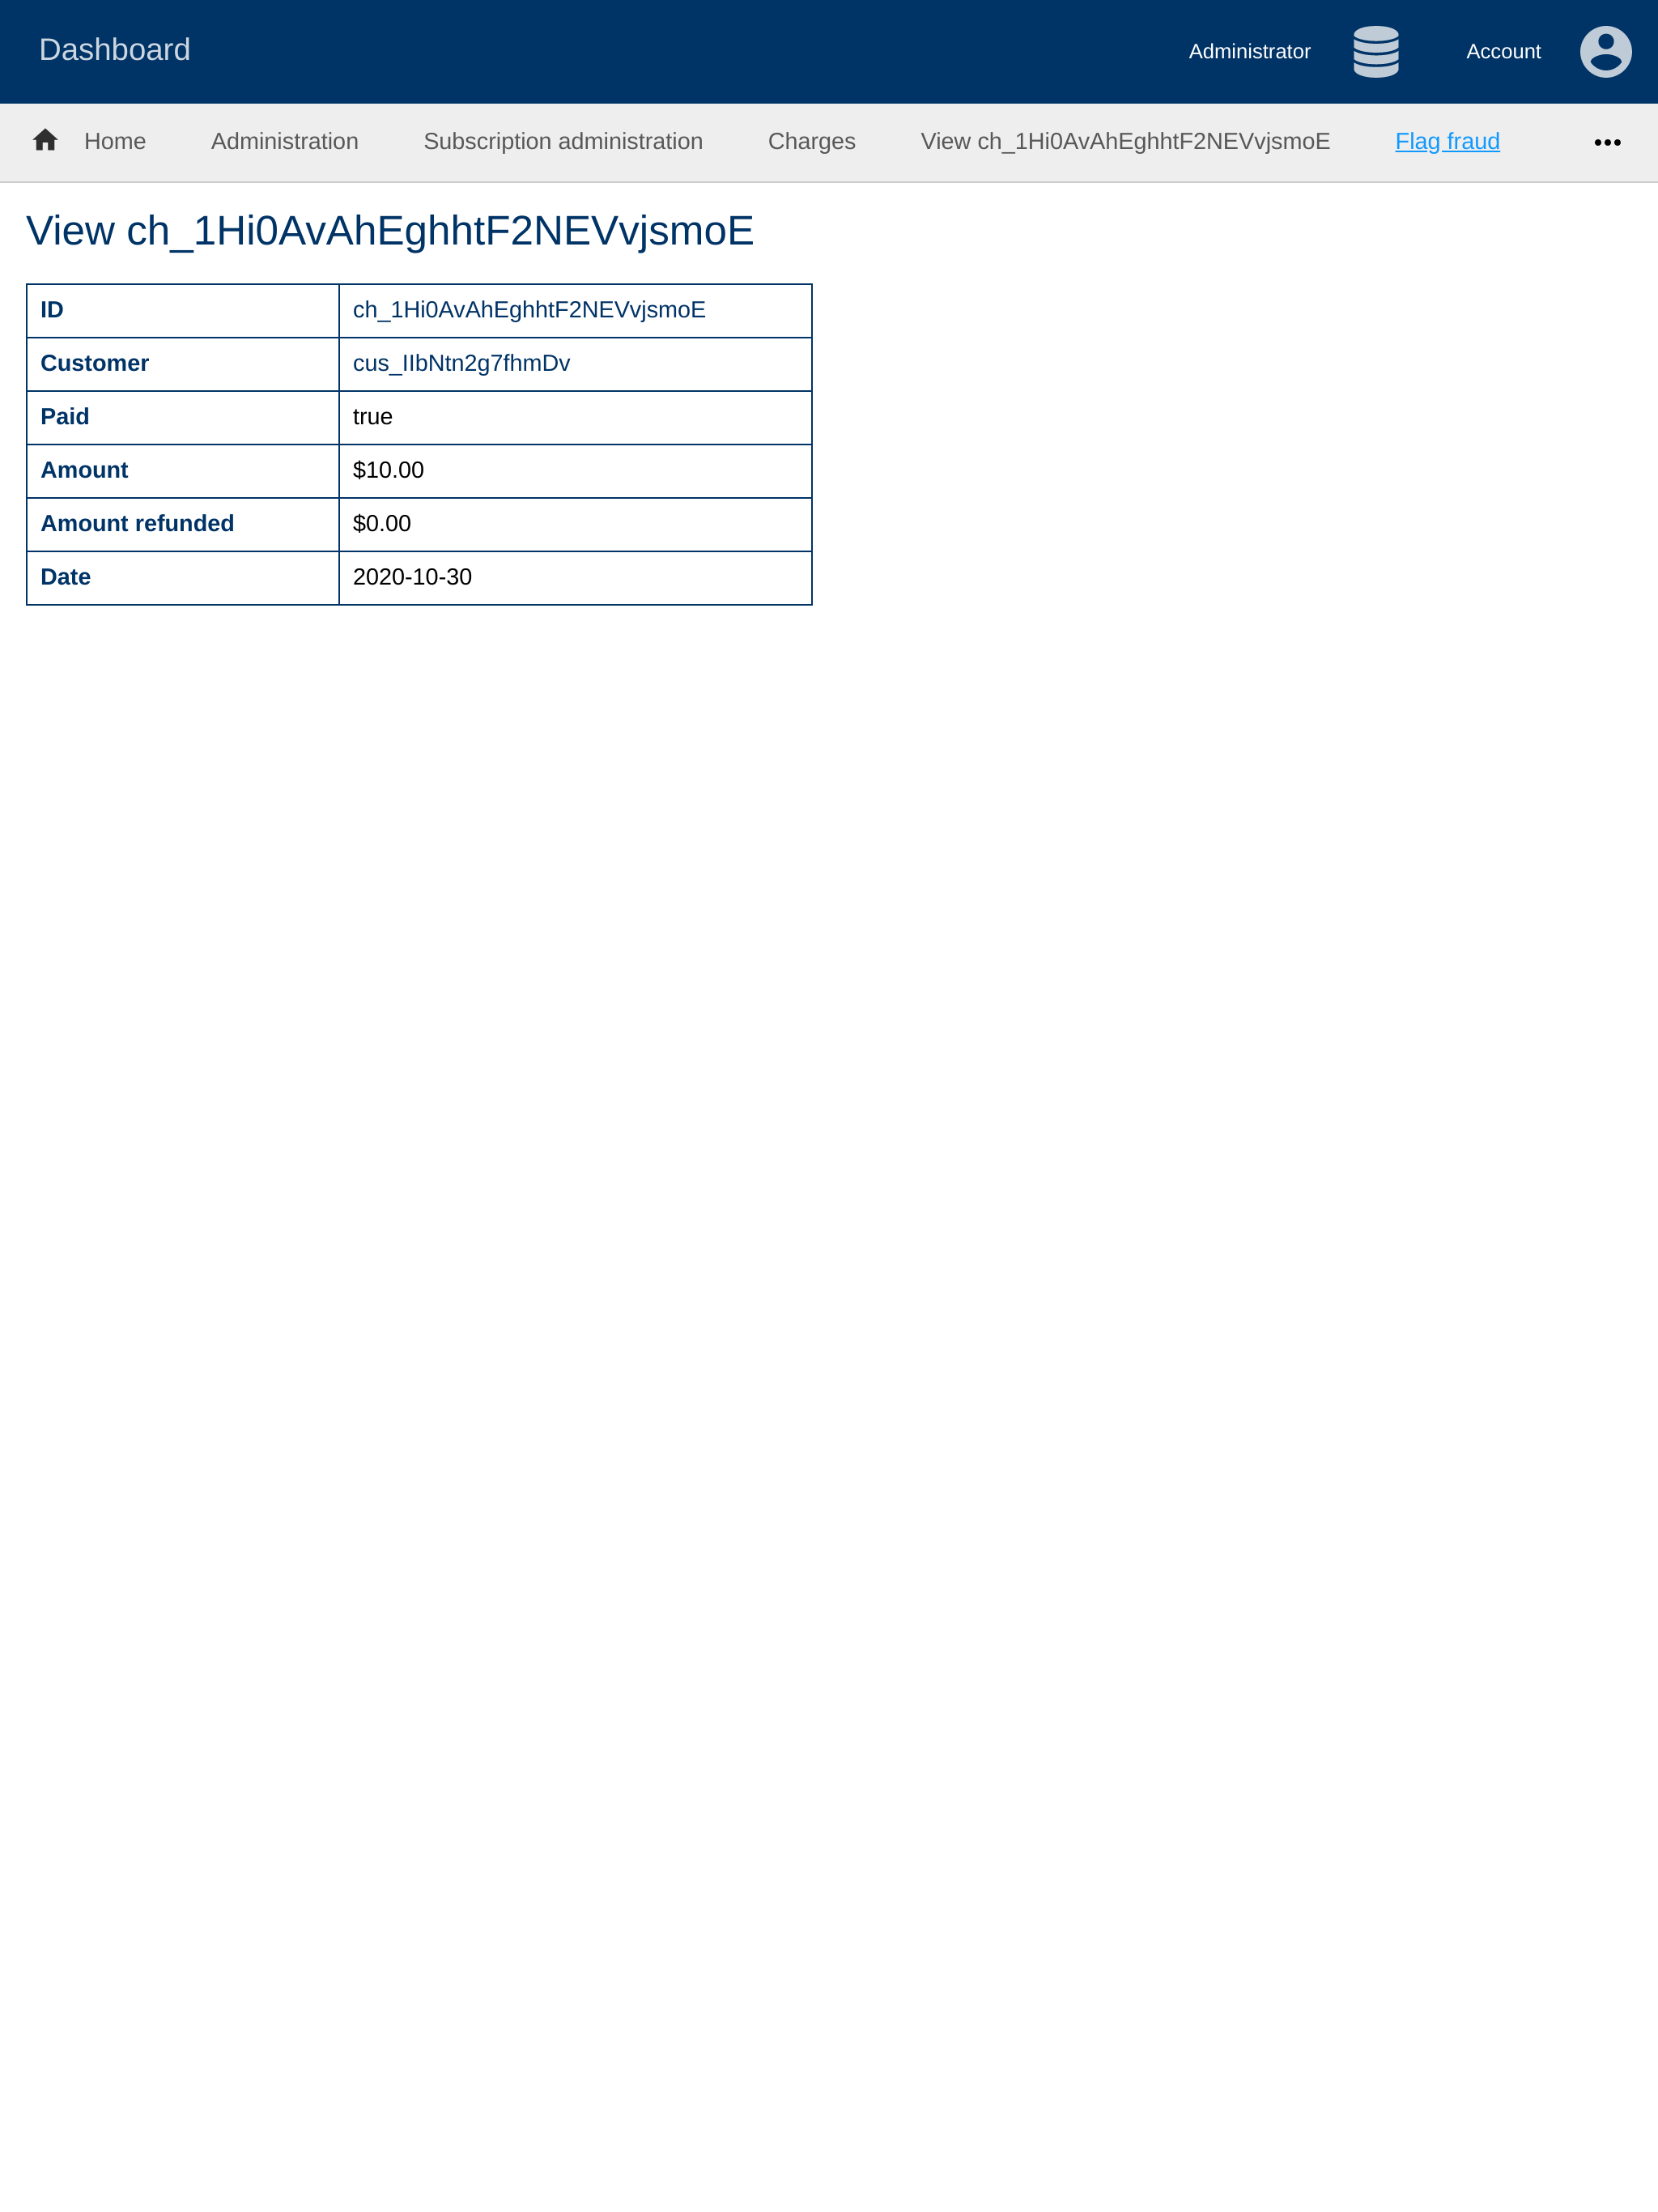 Dashboard Administrator Account
Home Administration Subscription administration Charges View ch_1Hi0AvAhEghhtF2NEVvjsmoE Flag fraud
View ch_1Hi0AvAhEghhtF2NEVvjsmoE
ID ch_1Hi0AvAhEghhtF2NEVvjsmoE
Customer cus_IIbNtn2g7fhmDv
Paid true
Amount $10.00
Amount refunded $0.00
Date 2020-10-30